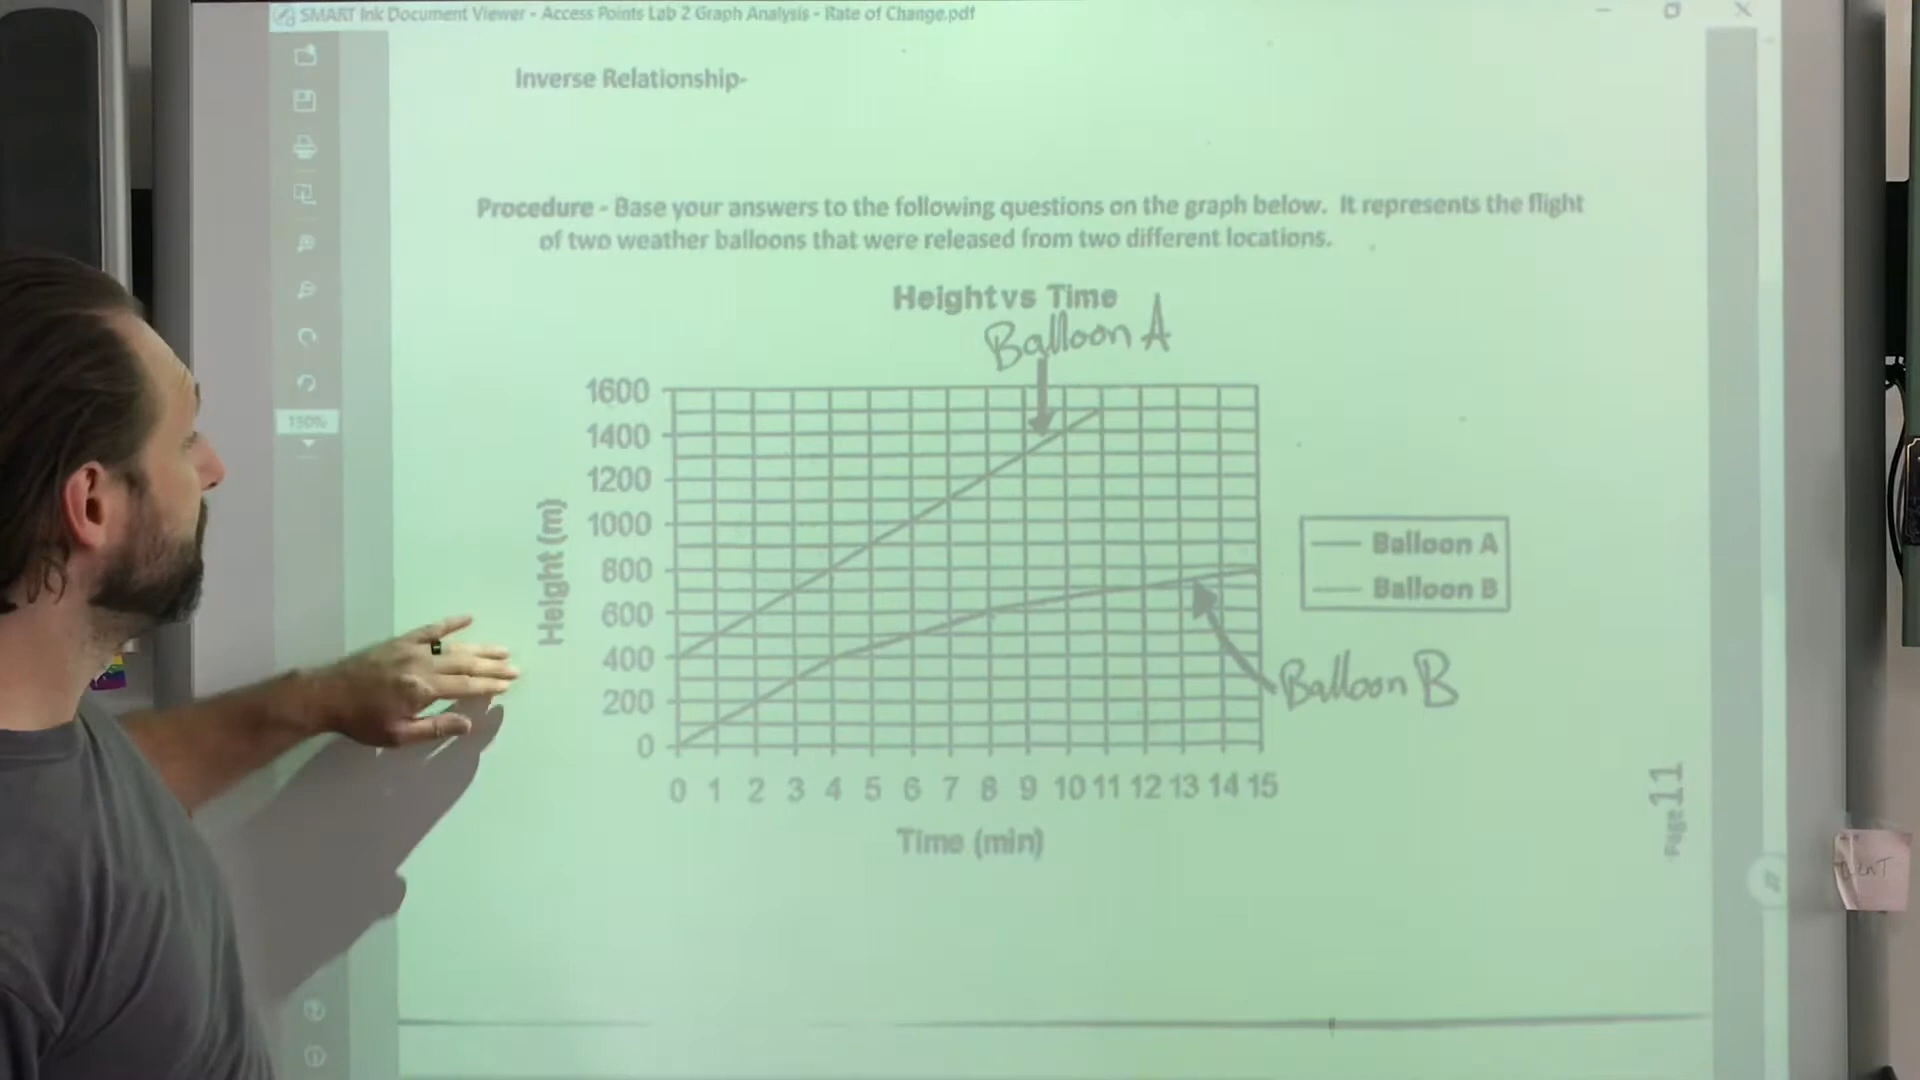 SMART Ink Document Viewer - Access Points Lab 2 Graph Analysis - Rate of Change.pdf
Inverse Relationship-
Procedure - Base your answers to the following questions on the graph below. It represents the flight
of two weather balloons that were released from two different locations.
Height vs Time
Balloon A
1600
1400
1200
1000
800
600
400
200
0
Height (m)
0 1 2 3 4 5 6 7 8 9 10 11 12 13 14 15
Time (min)
Balloon A
Balloon B
Balloon B
Page 11
130%